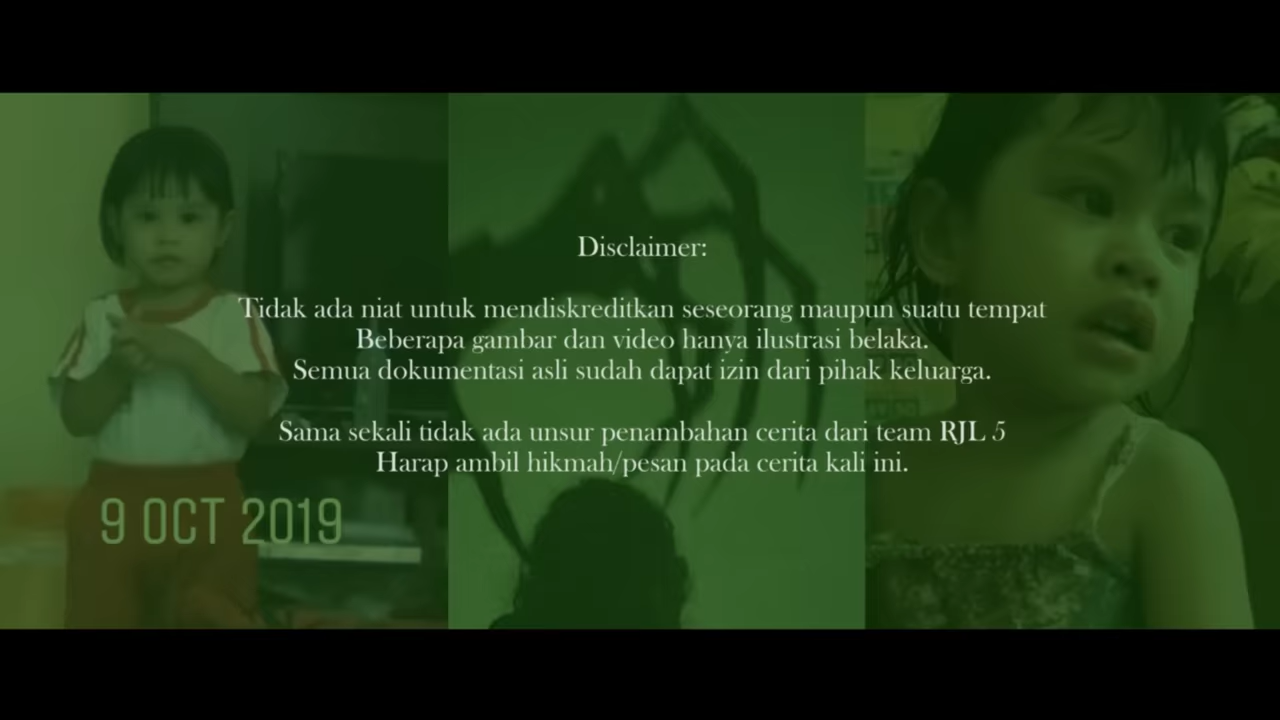 Disclaimer:
Tidak ada niat untuk mendiskreditkan seseorang maupun suatu tempat
Beberapa gambar dan video hanya ilustrasi belaka.
Semua dokumentasi asli sudah dapat izin dari pihak keluarga.
Sama sekali tidak ada unsur penambahan cerita dari team RJL 5
Harap ambil hikmah/pesan pada cerita kali ini.
9 OCT 2019